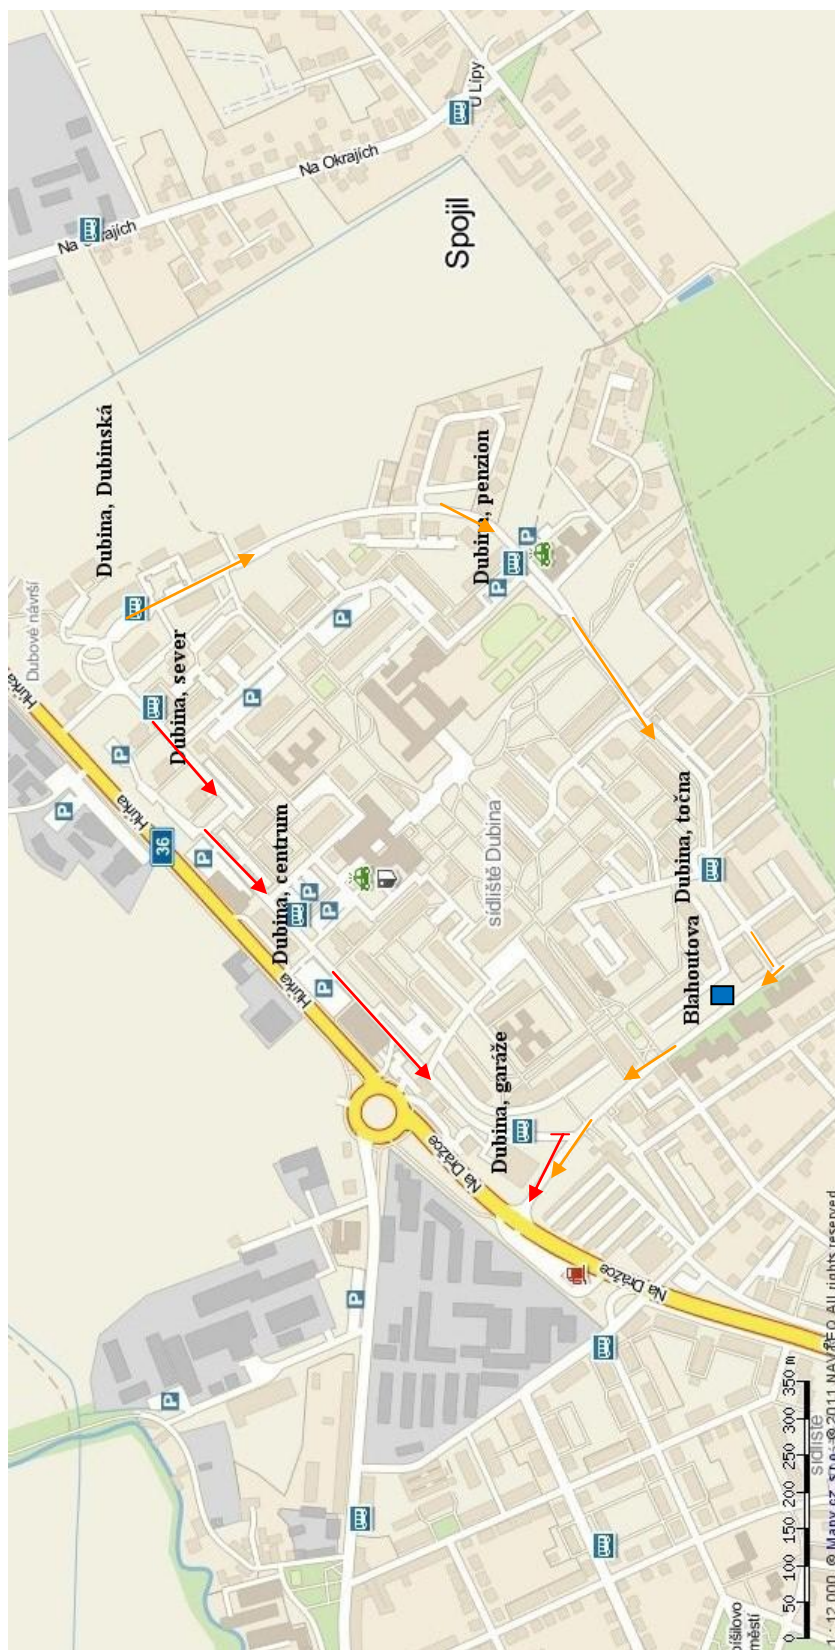 U Lípy
Na Okrajích
Spojil
Dubina, Dubinská
Dubina, penzion
Dubové návrší
Hůrka
Dubina, sever
Hůrka
36
Dubina, centrum
sídliště Dubina
Dubina, točna
Blahoutova
Hůrka
Dubina, garáže
Na Drážce
Na Drážce
P
P
P
P
P
P
P
P
P
P
P
P
P
0 50 100 150 200 250 300 350 m
sídliště
městí